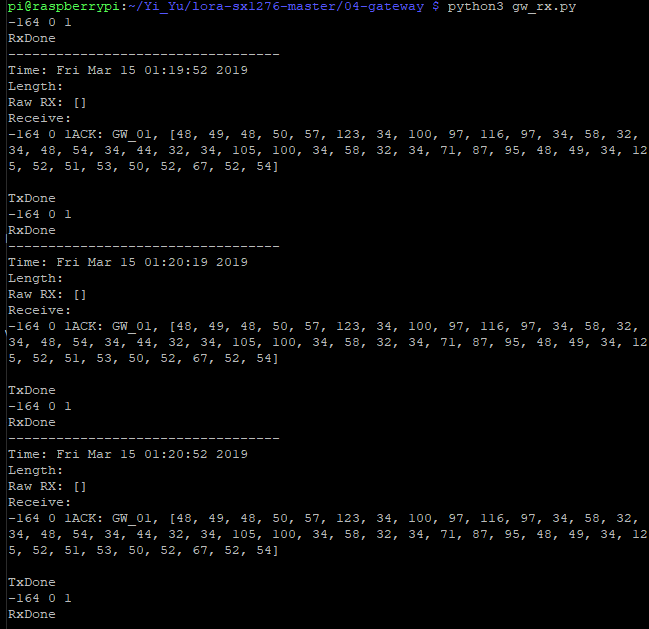 pi@raspberrypi:~/Yi_Yu/lora-sx1276-master/04-gateway $ python3 gw_rx.py
-164 0 1
RxDone
----------------------------------
Time: Fri Mar 15 01:19:52 2019
Length:
Raw RX: []
Receive:
-164 0 1ACK: GW_01, [48, 49, 48, 50, 57, 123, 34, 100, 97, 116, 97, 34, 58, 32,
34, 48, 54, 34, 44, 32, 34, 105, 100, 34, 58, 32, 34, 71, 87, 95, 48, 49, 34, 12
5, 52, 51, 53, 50, 52, 67, 52, 54]
TxDone
-164 0 1
RxDone
----------------------------------
Time: Fri Mar 15 01:20:19 2019
Length:
Raw RX: []
Receive:
-164 0 1ACK: GW_01, [48, 49, 48, 50, 57, 123, 34, 100, 97, 116, 97, 34, 58, 32,
34, 48, 54, 34, 44, 32, 34, 105, 100, 34, 58, 32, 34, 71, 87, 95, 48, 49, 34, 12
5, 52, 51, 53, 50, 52, 67, 52, 54]
TxDone
-164 0 1
RxDone
----------------------------------
Time: Fri Mar 15 01:20:52 2019
Length:
Raw RX: []
Receive:
-164 0 1ACK: GW_01, [48, 49, 48, 50, 57, 123, 34, 100, 97, 116, 97, 34, 58, 32,
34, 48, 54, 34, 44, 32, 34, 105, 100, 34, 58, 32, 34, 71, 87, 95, 48, 49, 34, 12
5, 52, 51, 53, 50, 52, 67, 52, 54]
TxDone
-164 0 1
RxDone